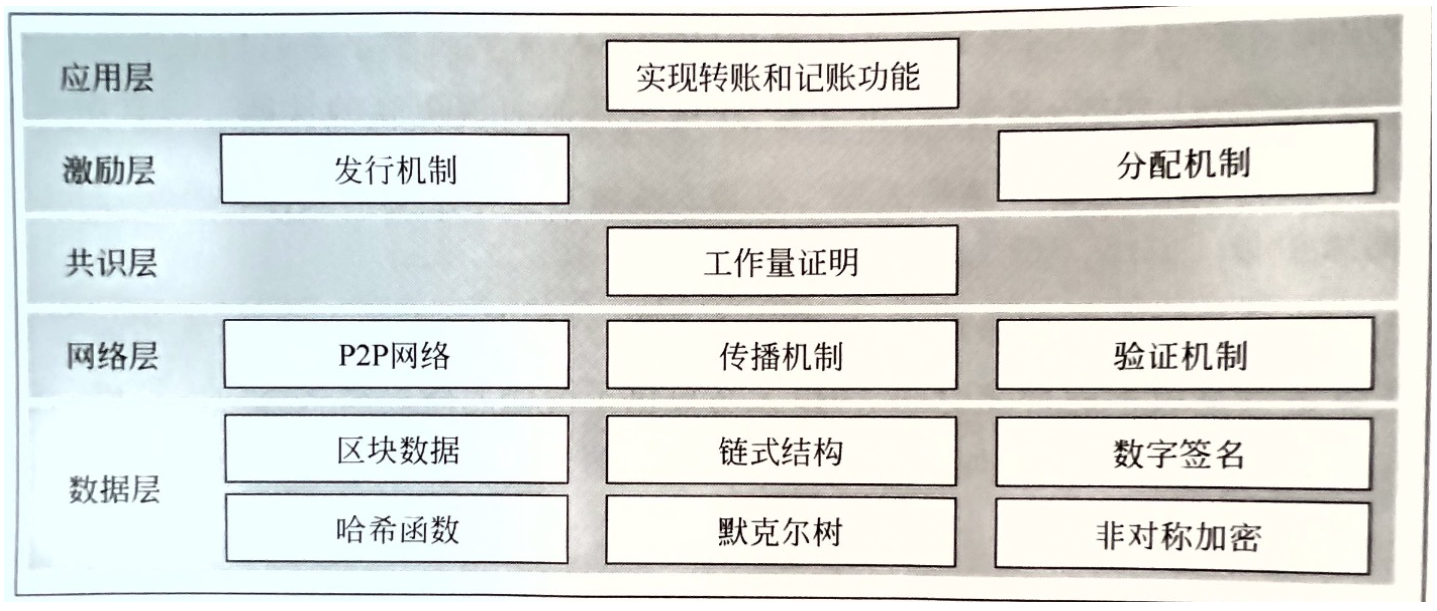 应用层 实现转账和记账功能
激励层 发行机制 分配机制
共识层 工作量证明
网络层 P2P网络 传播机制 验证机制
数据层
区块数据 链式结构 数字签名
哈希函数 默克尔树 非对称加密